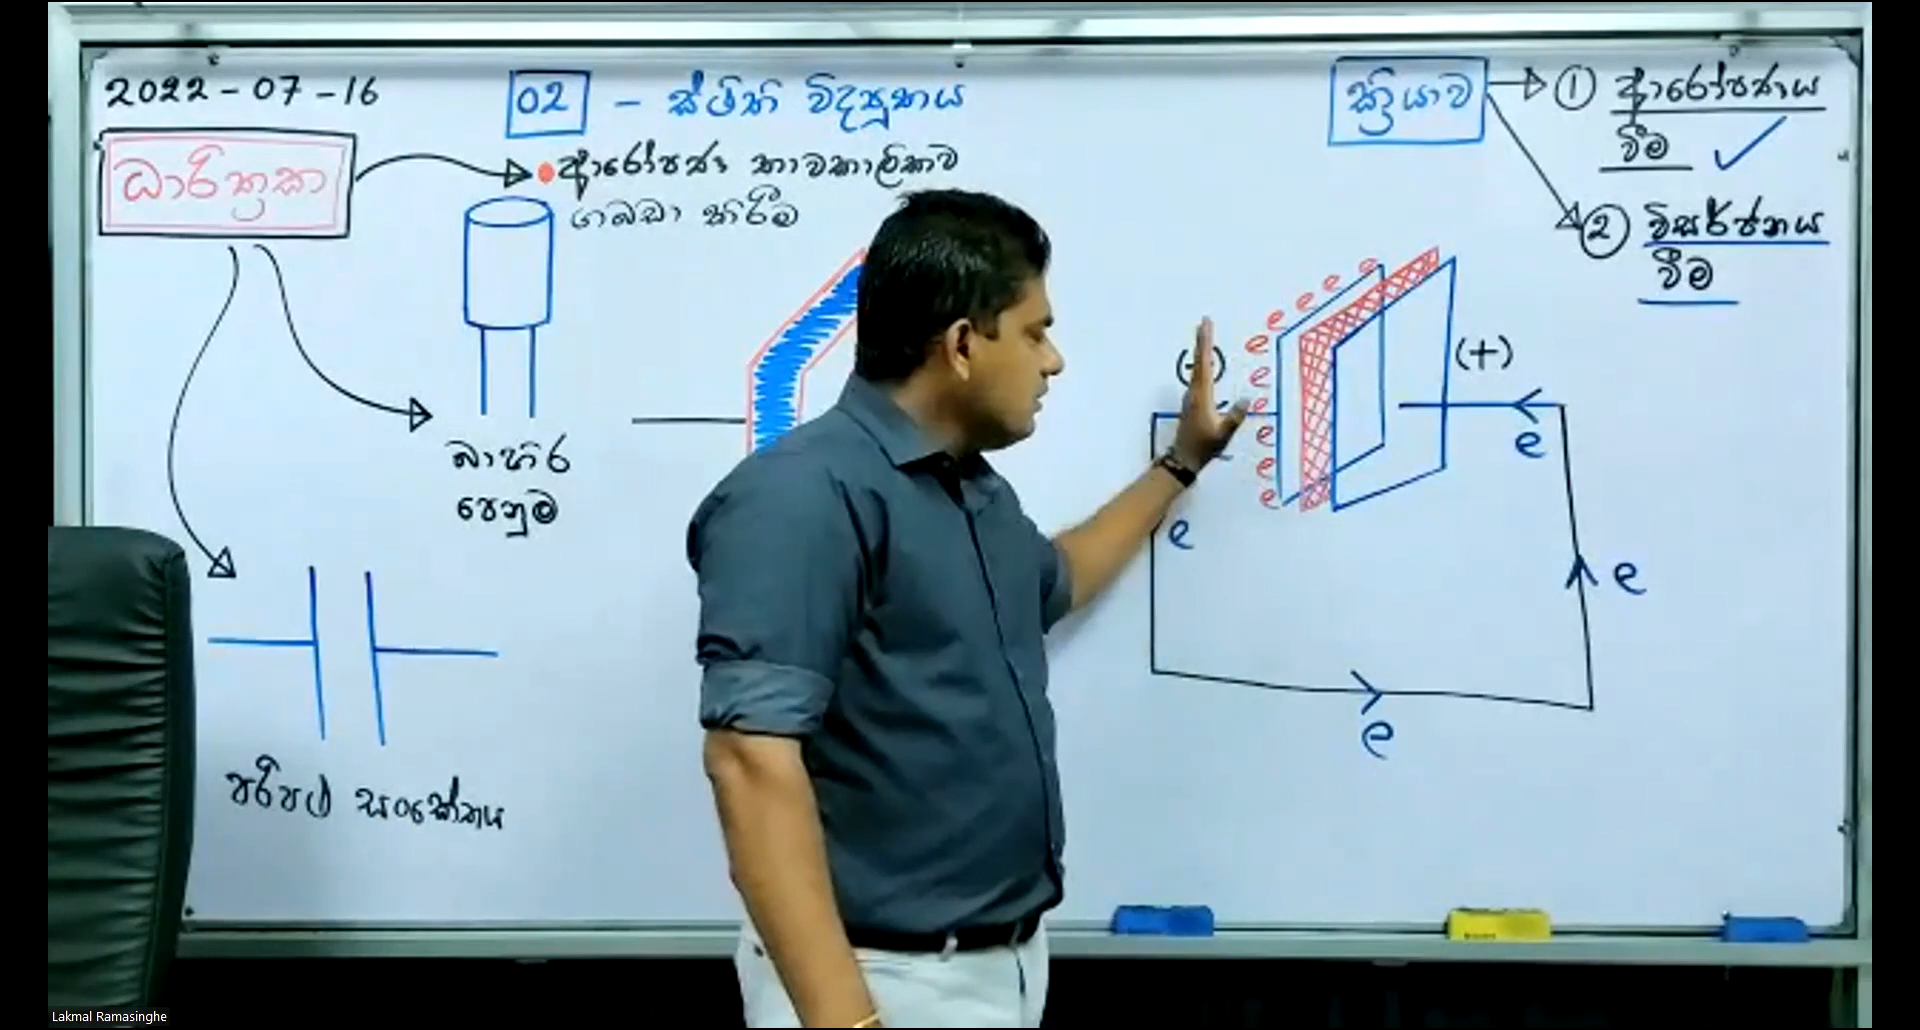 2022-07-16
02 - ස්ථිති විද්‍යුතය
ධාරිත්‍රක
ආරෝපණ තාවකාලිකව
ගබඩා කිරීම
බාහිර
පෙනුම
පරිපථ සංකේතය
ක්‍රියාව
① ආරෝපණය
වීම
② විසර්ජනය
වීම
e e e e
e
e
e
e
e
e
(+)
e
e
e
e
Lakmal Ramasinghe